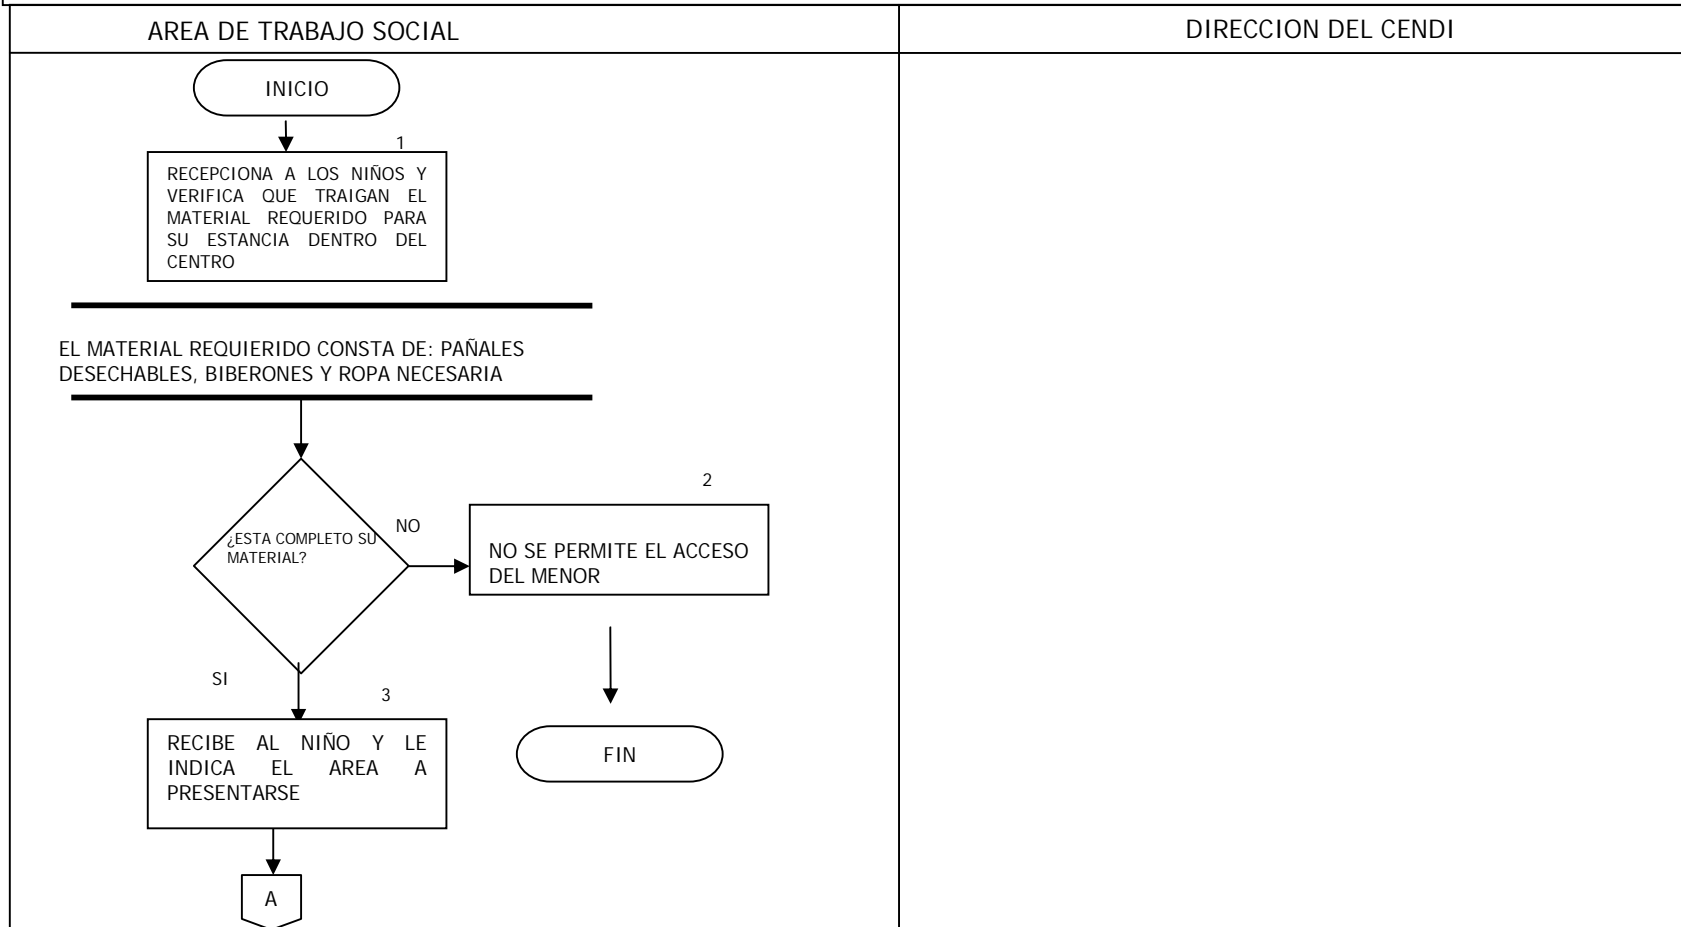 AREA DE TRABAJO SOCIAL
DIRECCION DEL CENDI
INICIO
1
RECEPCIONA A LOS NIÑOS Y
VERIFICA QUE TRAIGAN EL
MATERIAL REQUERIDO PARA
SU ESTANCIA DENTRO DEL
CENTRO
EL MATERIAL REQUIERIDO CONSTA DE: PAÑALES
DESECHABLES, BIBERONES Y ROPA NECESARIA
¿ESTA COMPLETO SU
MATERIAL?
NO
2
NO SE PERMITE EL ACCESO
DEL MENOR
SI
3
RECIBE AL NIÑO Y LE
INDICA EL AREA A
PRESENTARSE
FIN
A